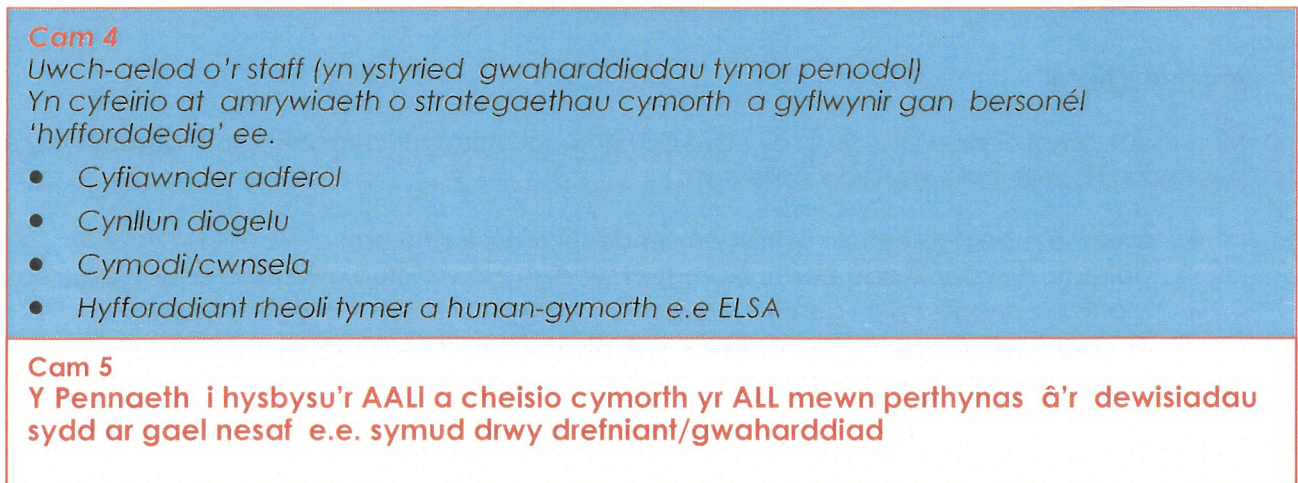 Cam 4
Uwch-aelod o'r staff (yn ystyried gwaharddiadau tymor penodol)
Yn cyfeirio at amrywiaeth o strategaethau cymorth a gyflwynir gan bersonél
'hyfforddedig' ee.
• Cyfiawnder adferol
• Cynllun diogelu
• Cymodi/cwnsela
• Hyfforddiant rheoli tymer a hunan-gymorth e.e ELSA
Cam 5
Y Pennaeth i hysbysu'r AALl a cheisio cymorth yr ALL mewn perthynas â'r dewisiadau
sydd ar gael nesaf e.e. symud drwy drefniant/gwaharddiad